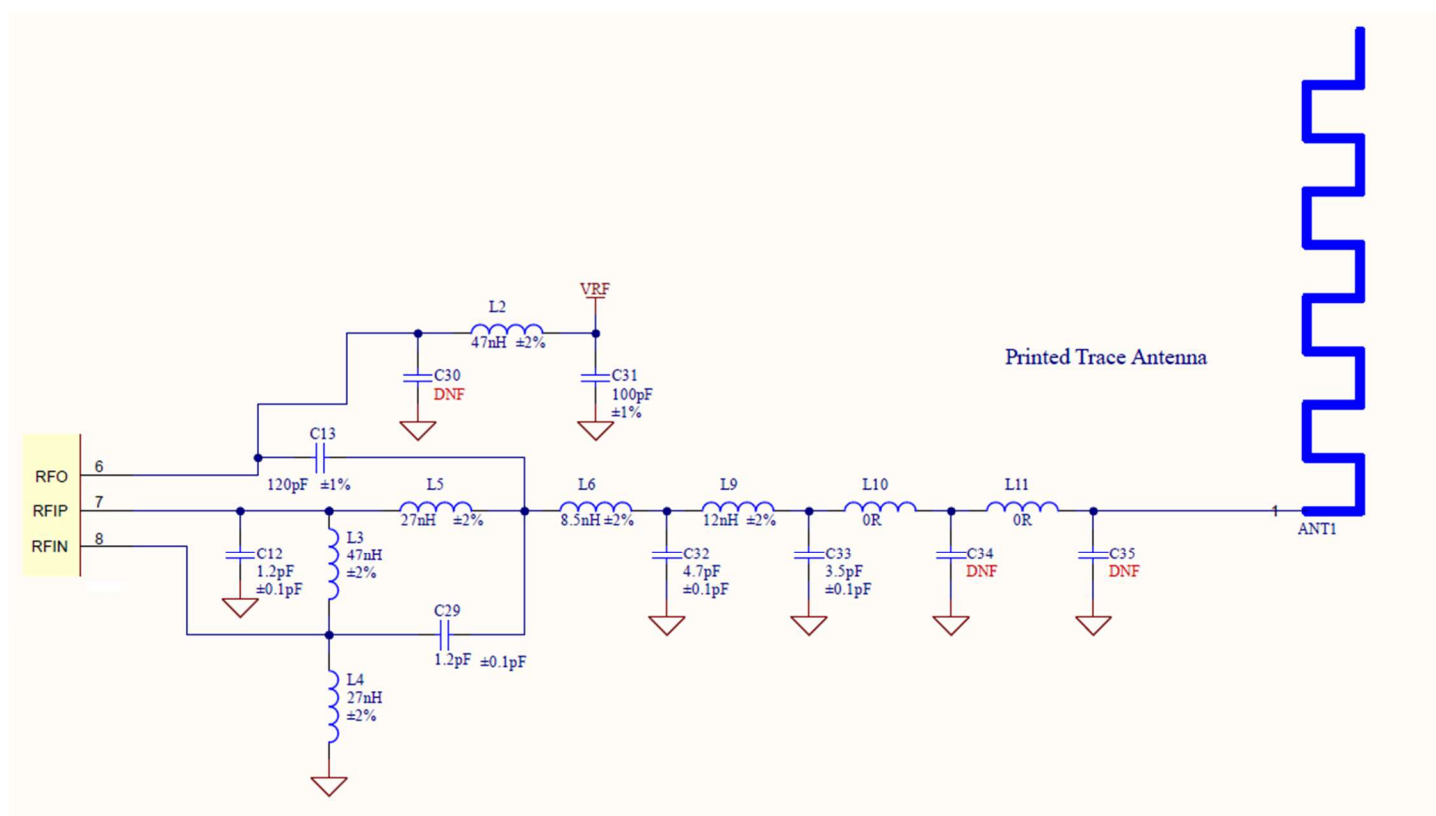 VRF
L2
47nH ±2%
C30
DNF
C31
100pF
±1%
Printed Trace Antenna
C13
120pF ±1%
RFO 6
RFIP 7
RFIN 8
L5
27nH ±2%
L6
8.5nH ±2%
L9
12nH ±2%
L10
0R
L11
0R
1
ANT1
C12
1.2pF
±0.1pF
L3
47nH
±2%
C32
4.7pF
±0.1pF
C33
3.5pF
±0.1pF
C34
DNF
C35
DNF
C29
1.2pF ±0.1pF
L4
27nH
±2%